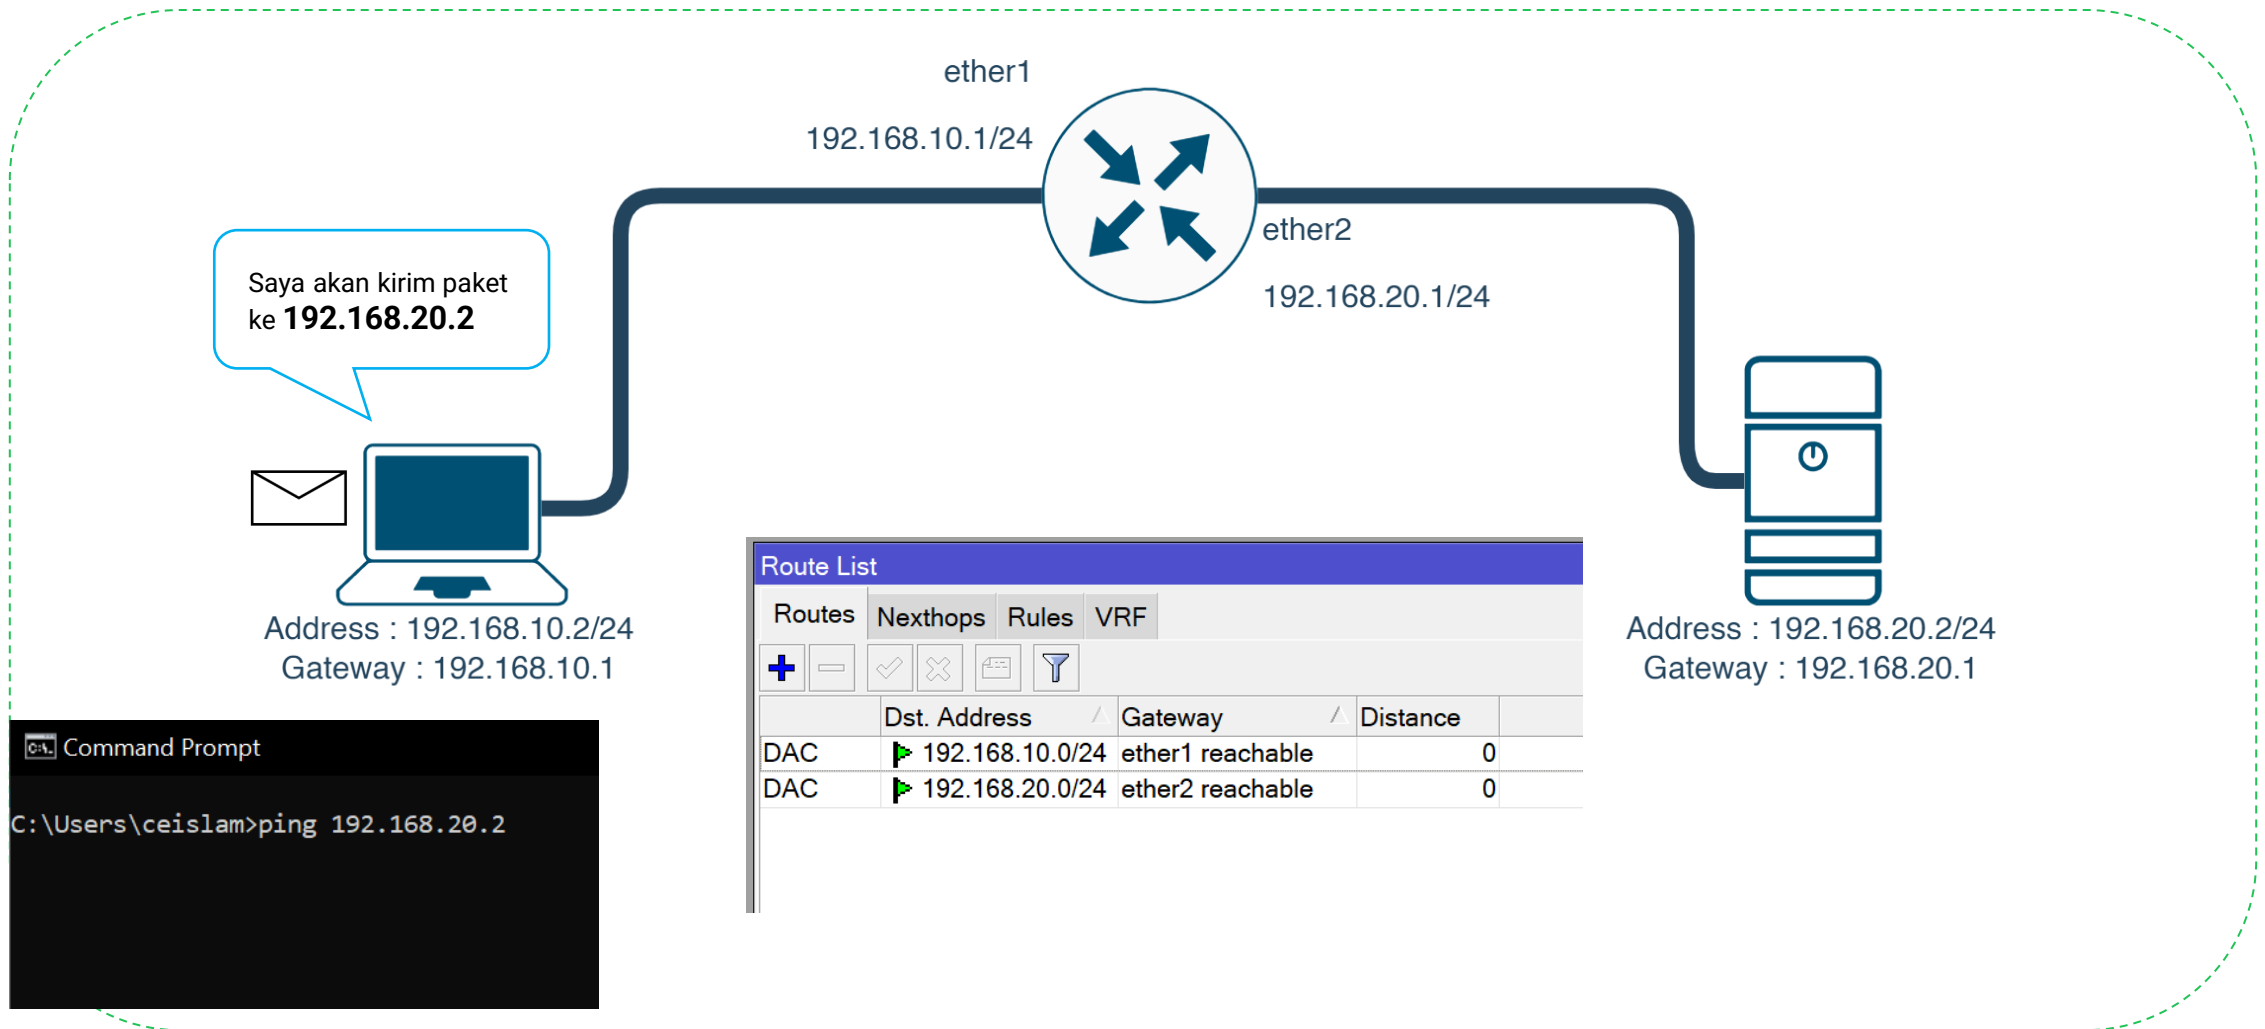 ether1
192.168.10.1/24
ether2
192.168.20.1/24
Saya akan kirim paket
ke 192.168.20.2
Address : 192.168.10.2/24
Gateway : 192.168.10.1
Address : 192.168.20.2/24
Gateway : 192.168.20.1
Route List
Routes Nexthops Rules VRF
Dst. Address Gateway Distance
DAC 192.168.10.0/24 ether1 reachable 0
DAC 192.168.20.0/24 ether2 reachable 0
C:\. Command Prompt
C:\Users\ceislam>ping 192.168.20.2